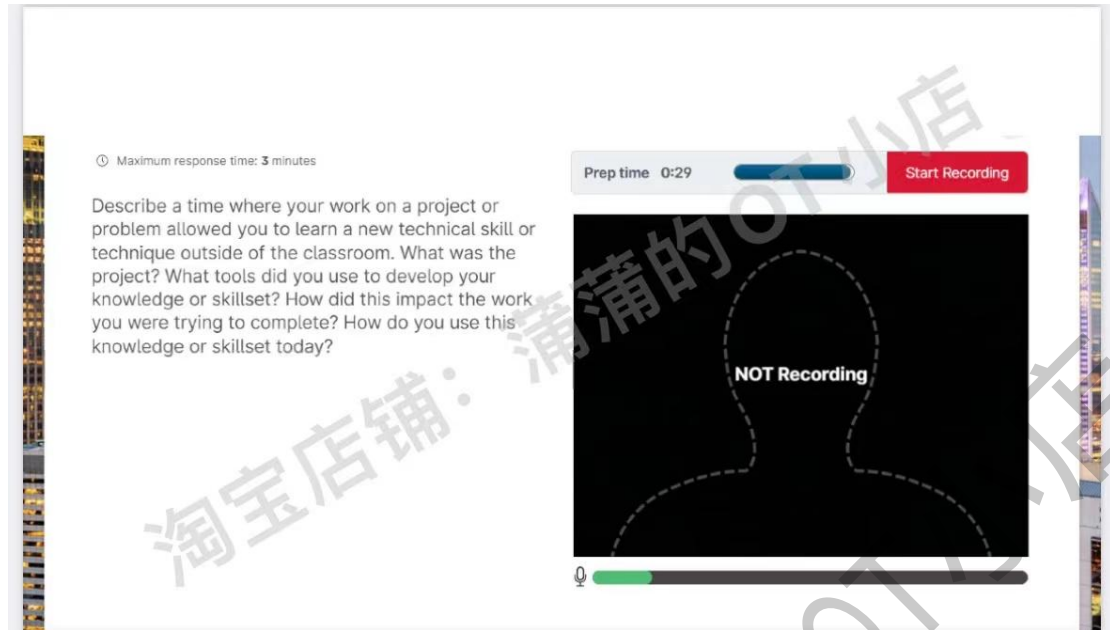 Maximum response time: 3 minutes
Describe a time where your work on a project or
problem allowed you to learn a new technical skill or
technique outside of the classroom. What was the
project? What tools did you use to develop your
knowledge or skillset? How did this impact the work
you were trying to complete? How do you use this
knowledge or skillset today?
Prep time 0:29
Start Recording
NOT Recording
淘宝店铺：蒲蒲的OT小店
OT小店